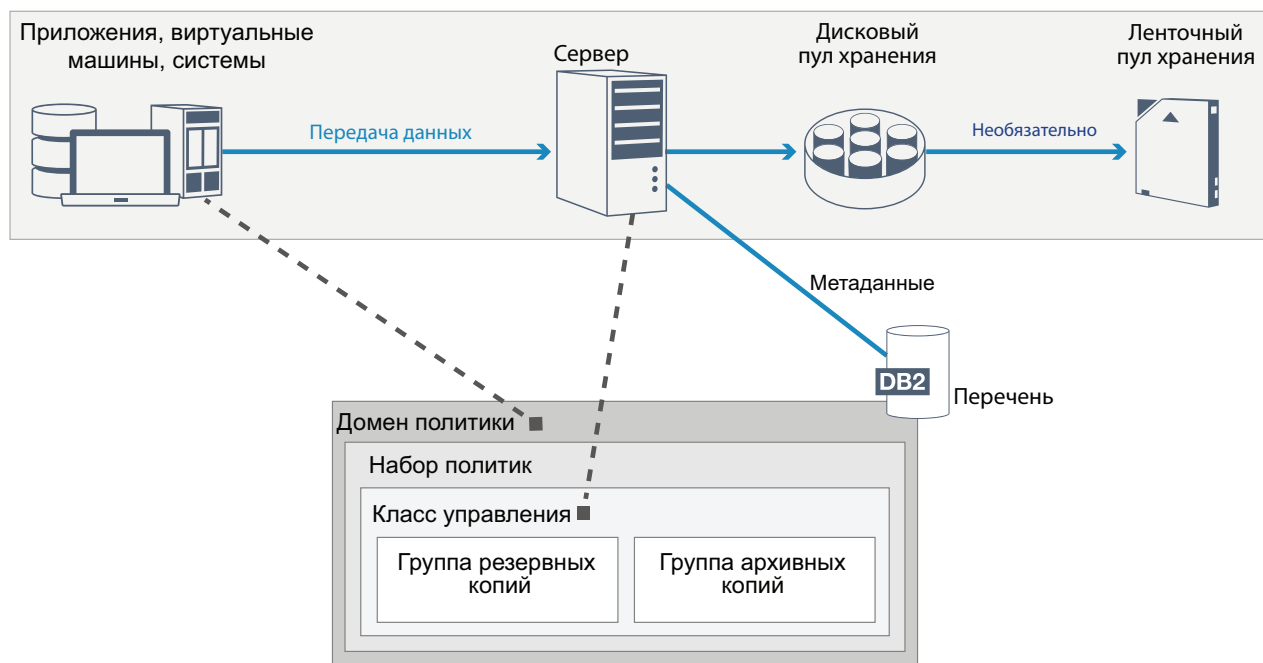 Приложения, виртуальные
машины, системы
Сервер
Дисковый
пул хранения
Ленточный
пул хранения
Передача данных
Необязательно
Метаданные
DB2
Перечень
Домен политики
Набор политик
Класс управления
Группа резервных
копий
Группа архивных
копий